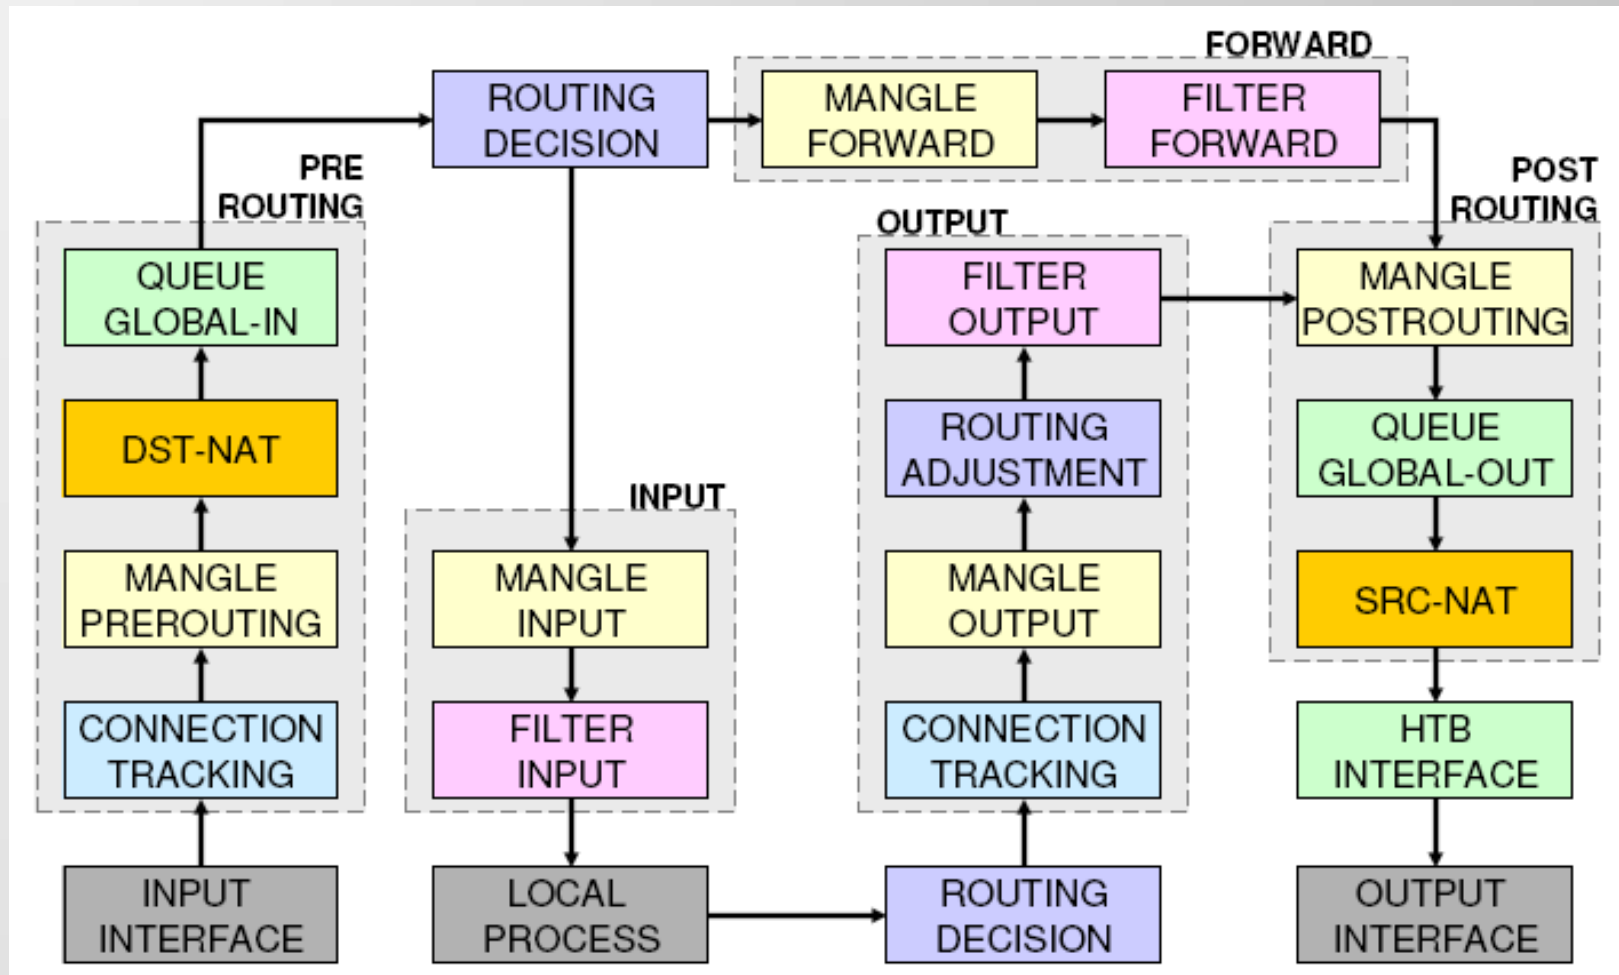 FORWARD
ROUTING
DECISION
MANGLE
FORWARD
FILTER
FORWARD
PRE
ROUTING
QUEUE
GLOBAL-IN
DST-NAT
MANGLE
PREROUTING
CONNECTION
TRACKING
INPUT
INTERFACE
INPUT
MANGLE
INPUT
FILTER
INPUT
LOCAL
PROCESS
OUTPUT
FILTER
OUTPUT
ROUTING
ADJUSTMENT
MANGLE
OUTPUT
CONNECTION
TRACKING
ROUTING
DECISION
POST
ROUTING
MANGLE
POSTROUTING
QUEUE
GLOBAL-OUT
SRC-NAT
HTB
INTERFACE
OUTPUT
INTERFACE